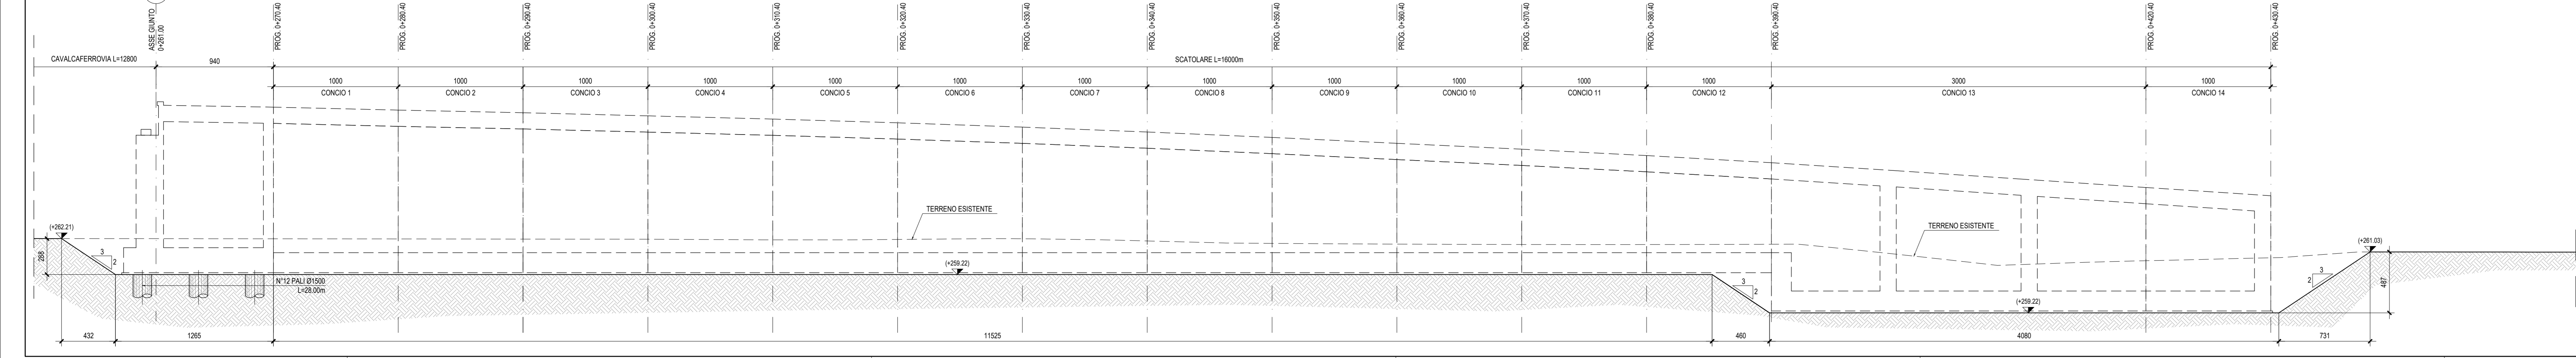 ASSE GIUNTO
0+261.00
PROG. 0+270.40
PROG. 0+280.40
PROG. 0+290.40
PROG. 0+300.40
PROG. 0+310.40
PROG. 0+320.40
PROG. 0+330.40
PROG. 0+340.40
PROG. 0+350.40
PROG. 0+360.40
PROG. 0+370.40
PROG. 0+380.40
PROG. 0+390.40
PROG. 0+420.40
PROG. 0+430.40
CAVALCAFERROVIA L=12800
940
SCATOLARE L=16000m
1000
1000
1000
1000
1000
1000
1000
1000
1000
1000
1000
1000
3000
1000
CONCIO 1
CONCIO 2
CONCIO 3
CONCIO 4
CONCIO 5
CONCIO 6
CONCIO 7
CONCIO 8
CONCIO 9
CONCIO 10
CONCIO 11
CONCIO 12
CONCIO 13
CONCIO 14
TERRENO ESISTENTE
TERRENO ESISTENTE
(+262.21)
(+261.03)
288
3
2
(+259.22)
N°12 PALI Ø1500
L=28.00m
3
2
(+259.22)
3
2
487
432
1265
11525
460
4080
731